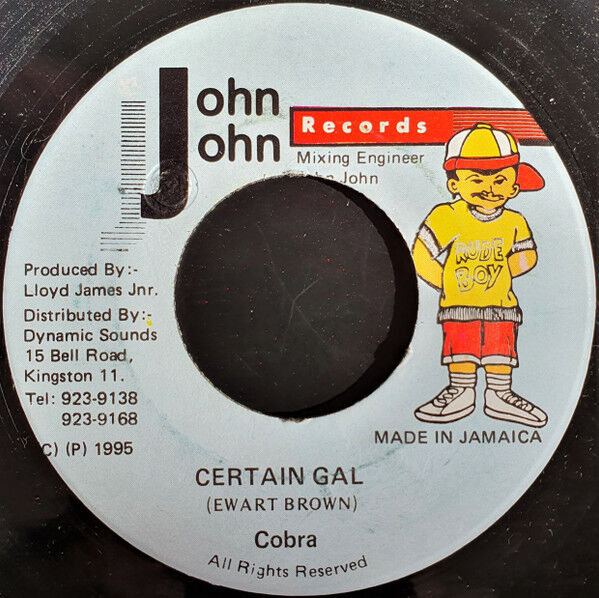 John
John
Records
Mixing Engineer
John John
RUDE
BOY
Produced By:-
Lloyd James Jnr.
Distributed By:-
Dynamic Sounds
15 Bell Road,
Kingston 11.
Tel: 923-9138
923-9168
C) (P) 1995
MADE IN JAMAICA
CERTAIN GAL
(EWART BROWN)
Cobra
All Rights Reserved